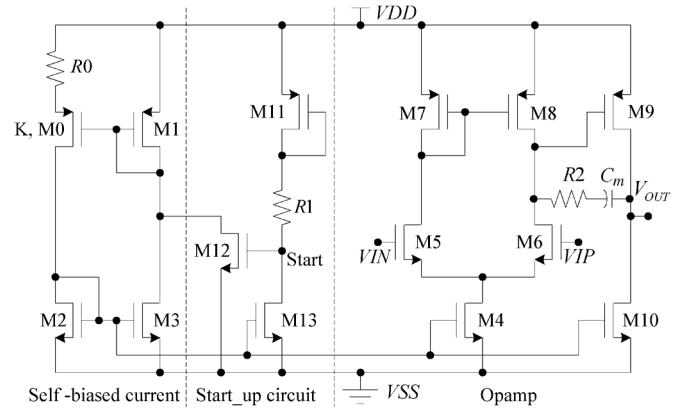 VDD
R0
M11
M7
M8
M9
K, M0
M1
R2
Cm
VOUT
R1
M12
Start
VIN
M5
M6
VIP
M2
M3
M13
M4
M10
Self -biased current
Start_up circuit
VSS
Opamp